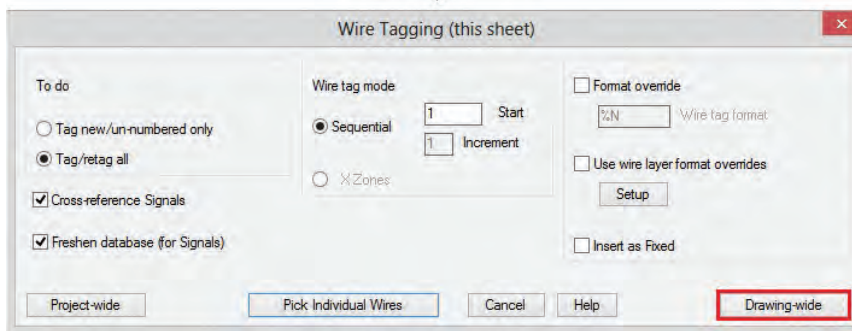 Wire Tagging (this sheet)
To do
Tag new/un-numbered only
Tag/retag all
Cross-reference Signals
Freshen database (for Signals)
Wire tag mode
Sequential
1 Start
1 Increment
X Zones
Format override
%N Wire tag format
Use wire layer format overrides
Setup
Insert as Fixed
Project-wide
Pick Individual Wires
Cancel
Help
Drawing-wide